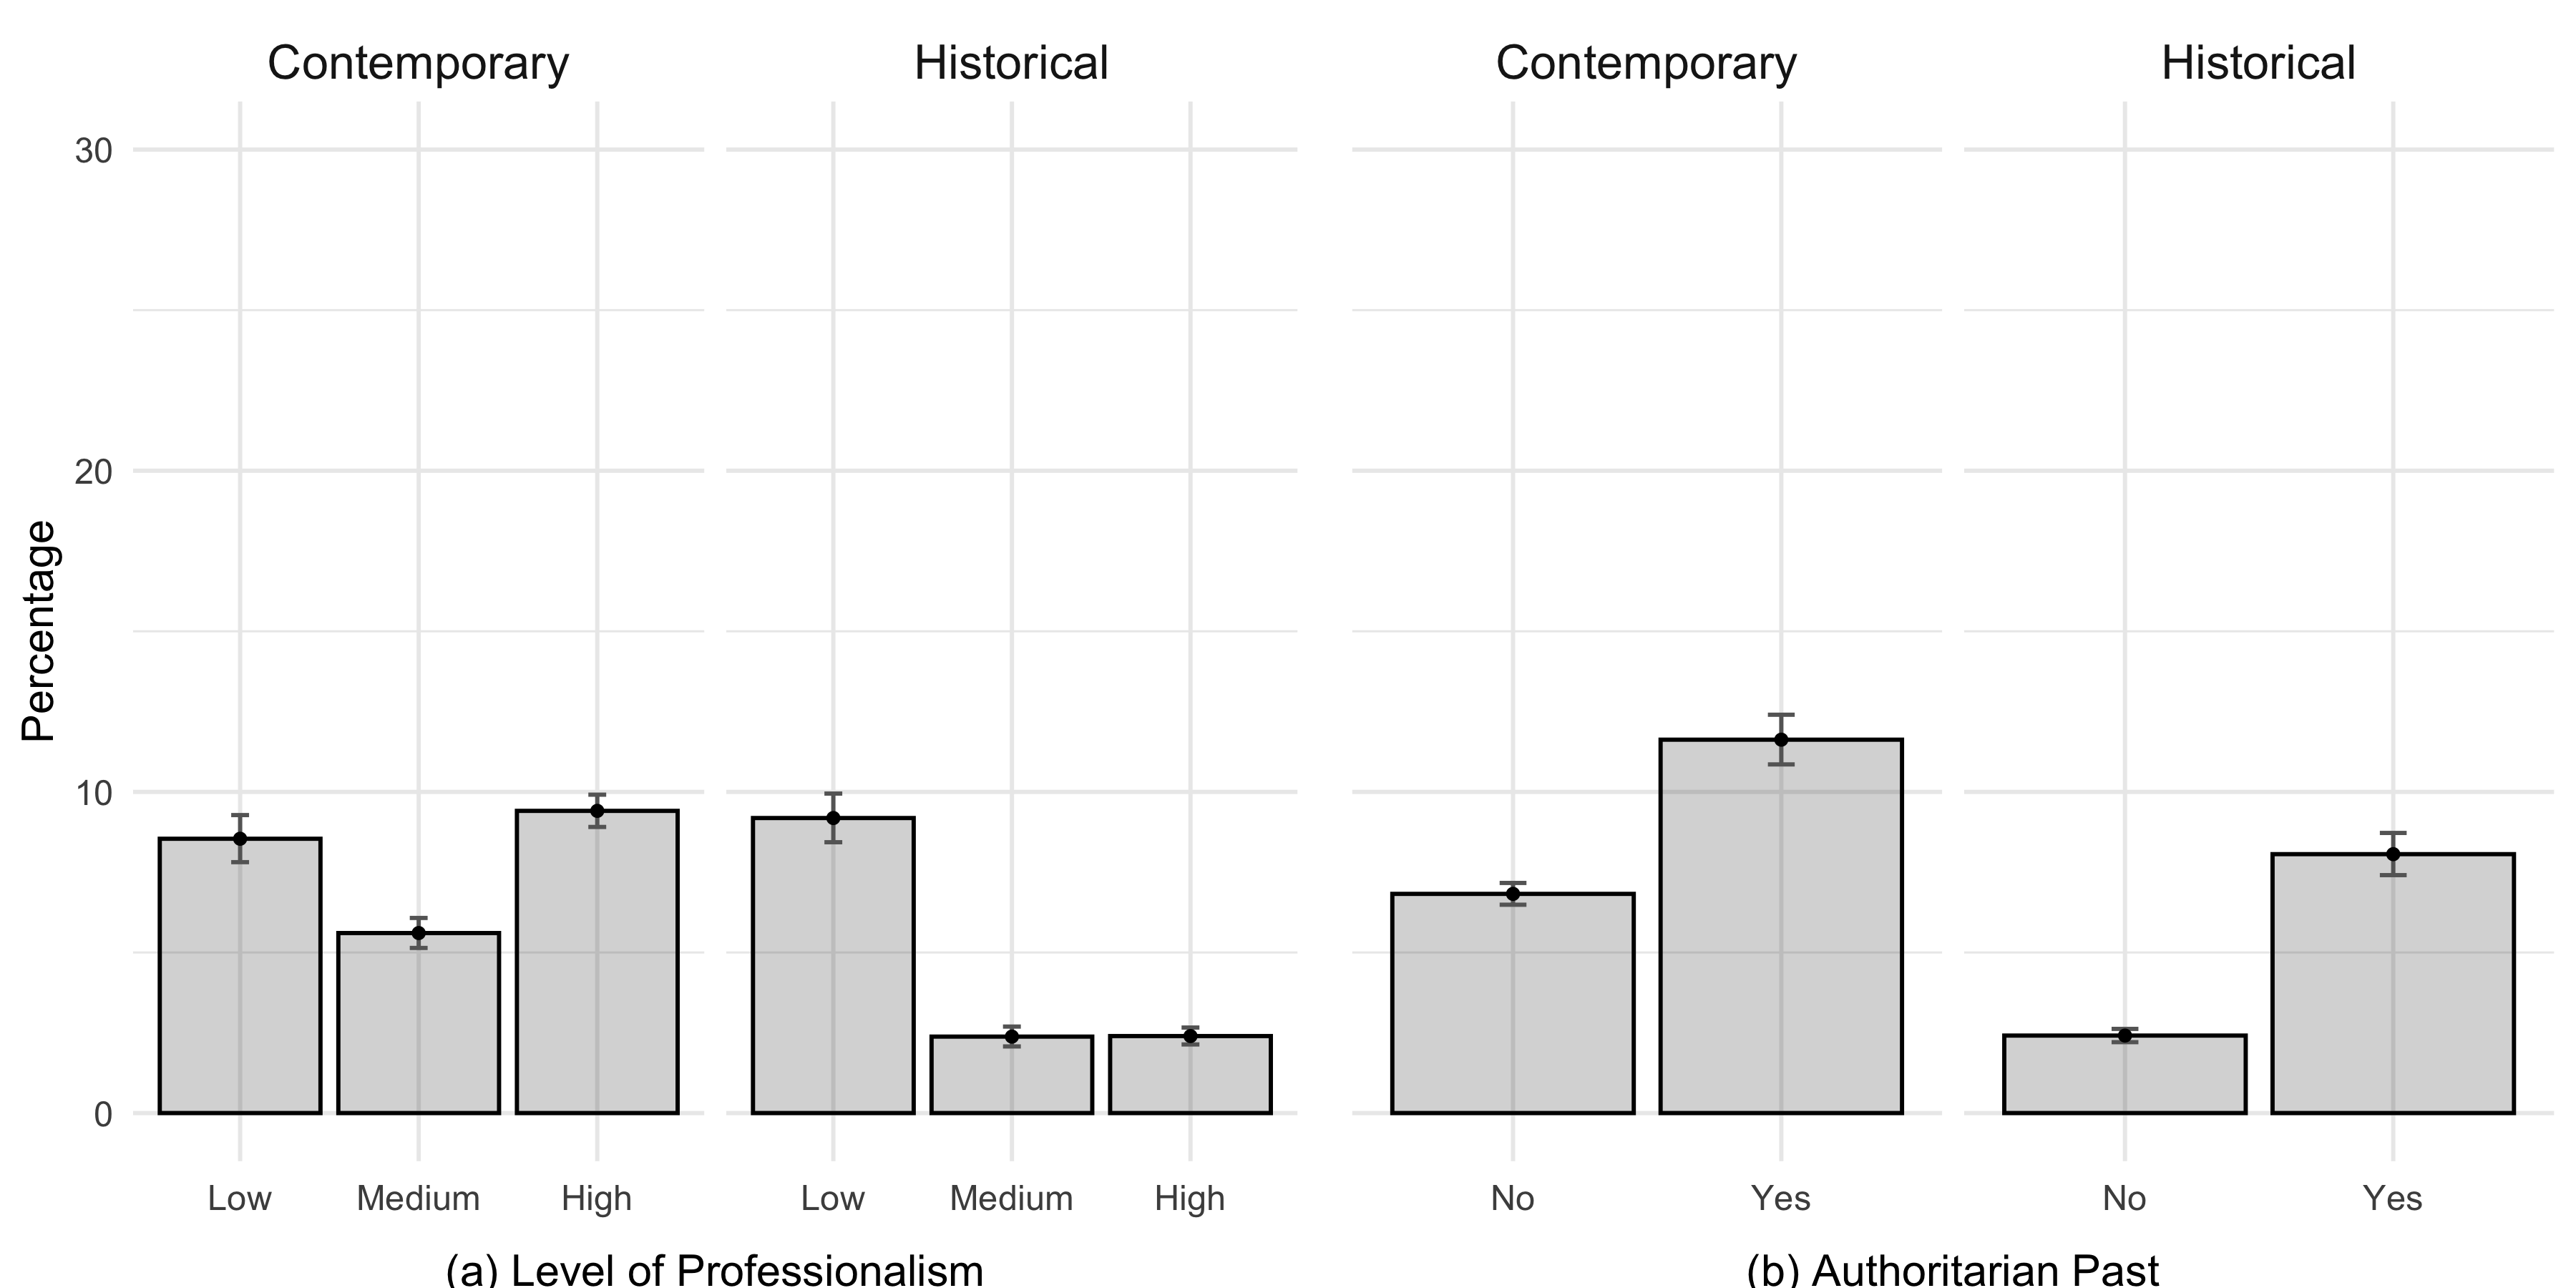 Contemporary Historical Contemporary Historical
30
20
10
0
Percentage
Low Medium High Low Medium High No Yes No Yes
(a) Level of Professionalism (b) Authoritarian Past